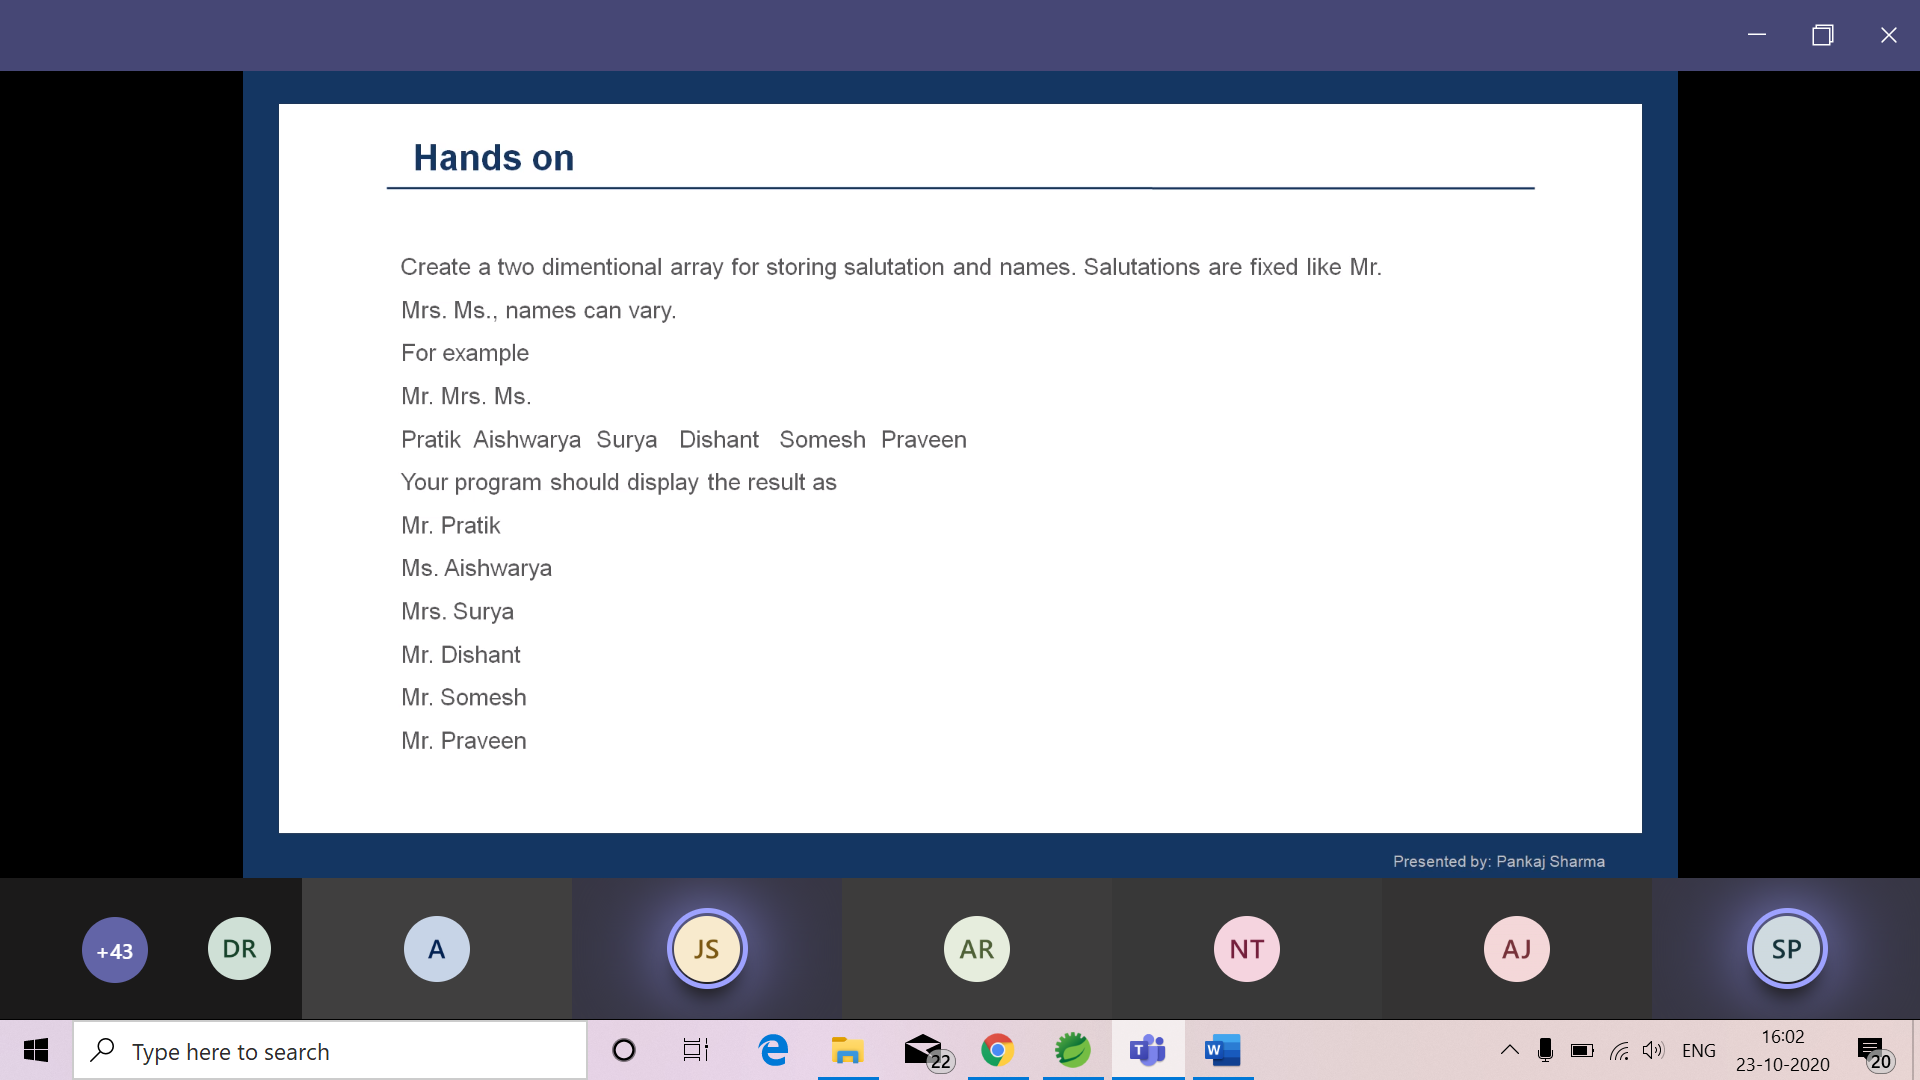 Hands on
Create a two dimentional array for storing salutation and names. Salutations are fixed like Mr.
Mrs. Ms., names can vary.
For example
Mr. Mrs. Ms.
Pratik Aishwarya Surya Dishant Somesh Praveen
Your program should display the result as
Mr. Pratik
Ms. Aishwarya
Mrs. Surya
Mr. Dishant
Mr. Somesh
Mr. Praveen
Presented by: Pankaj Sharma
+43 DR A JS AR NT AJ SP
Type here to search
22
T
W
ENG
16:02
23-10-2020
20